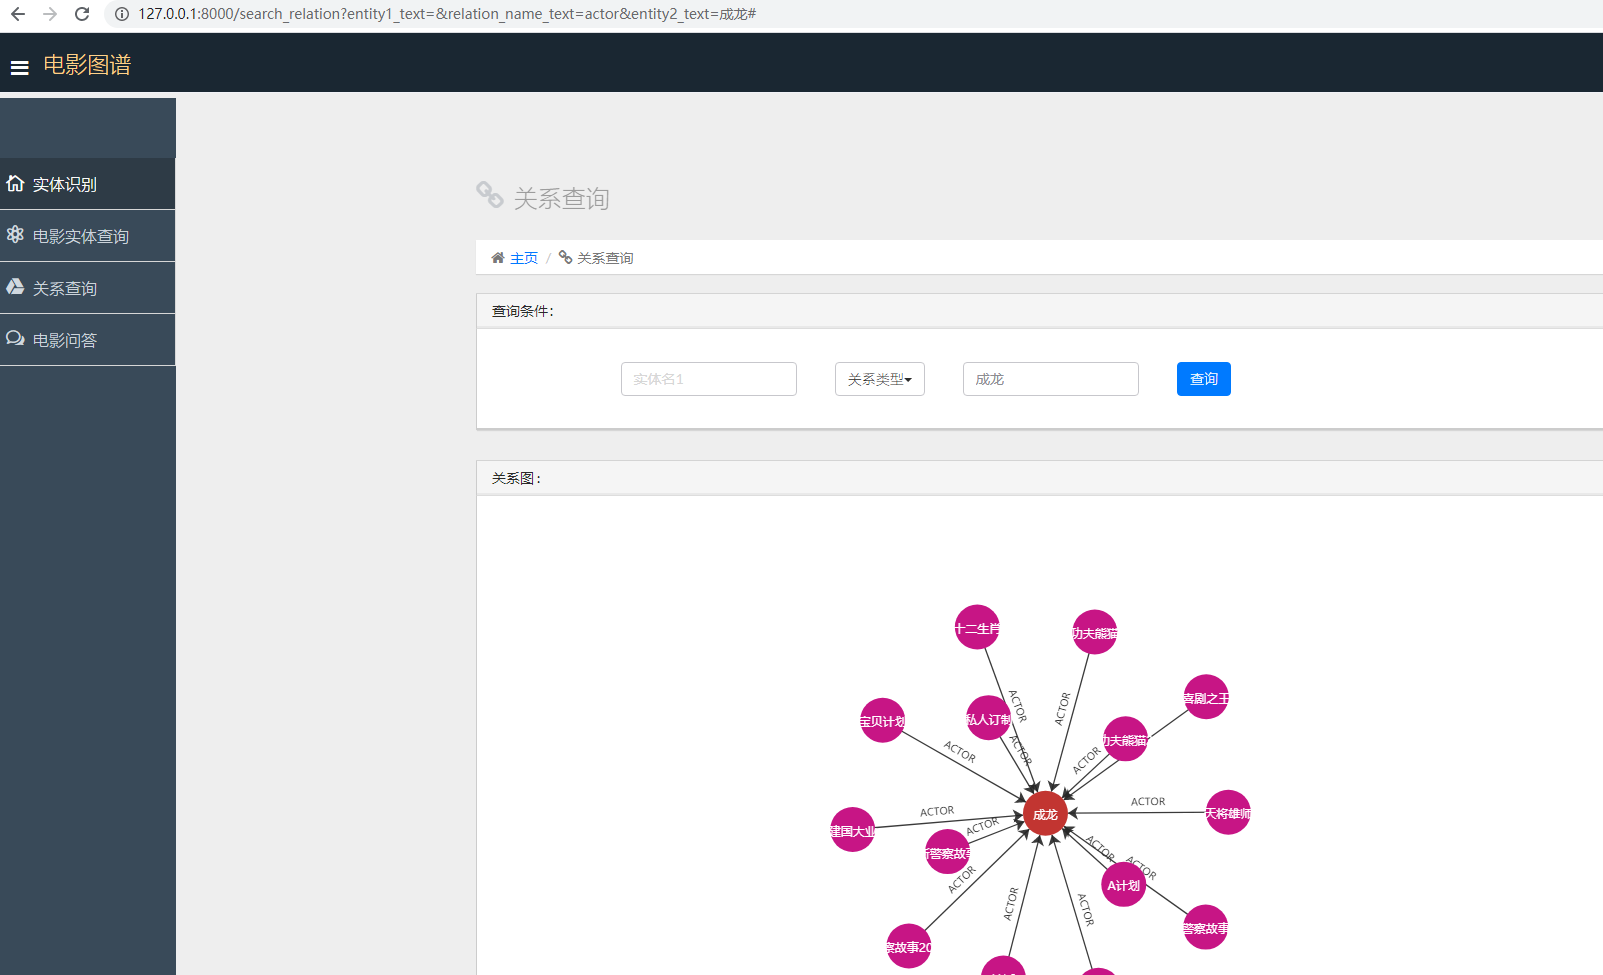 127.0.0.1:8000/search_relation?entity1_text=&relation_name_text=actor&entity2_text=成龙#
电影图谱
实体识别
电影实体查询
关系查询
电影问答
关系查询
主页 / 关系查询
查询条件:
实体名1 关系类型 成龙 查询
关系图:
十二生肖
功夫熊猫
喜剧之王
宝贝计划
私人订制
功夫熊猫
ACTOR
ACTOR
ACTOR
ACTOR
ACTOR
ACTOR
ACTOR
成龙
天将雄师
建国大业
ACTOR
新警察故事
ACTOR
ACTOR
ACTOR
A计划
ACTOR
ACTOR
警察故事
察故事20